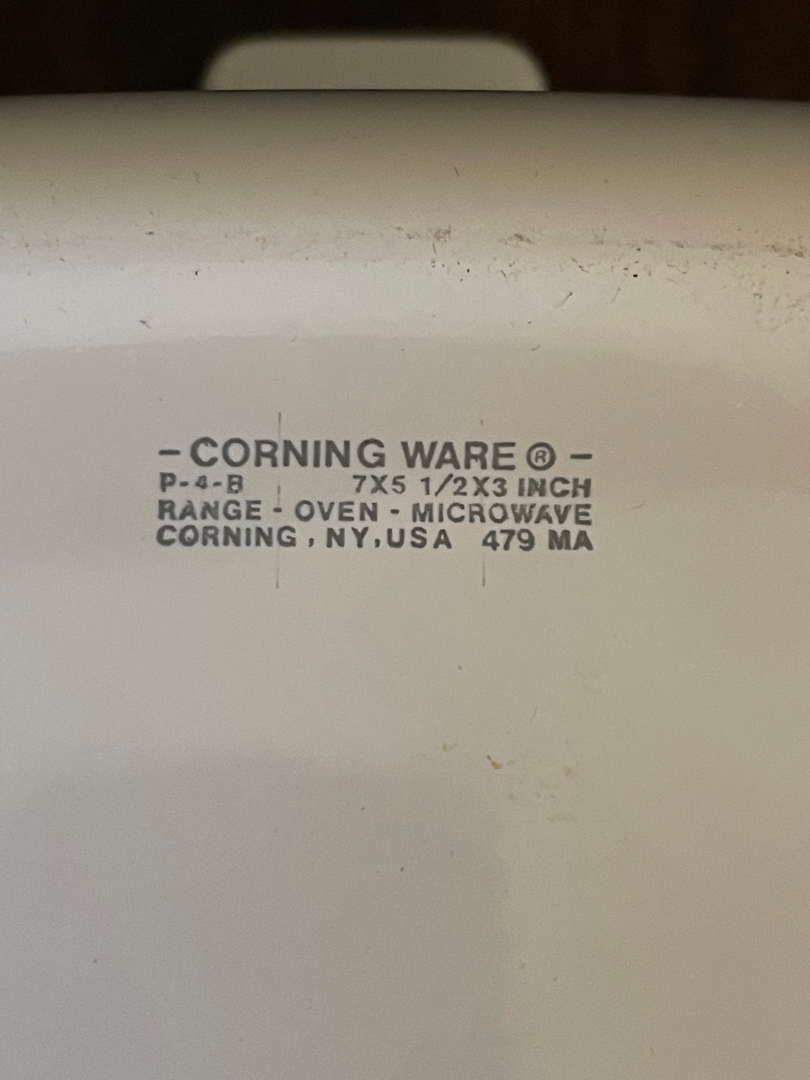 - CORNING WARE ® -
P-4-B 7X5 1/2X3 INCH
RANGE - OVEN - MICROWAVE
CORNING, NY, USA 479 MA